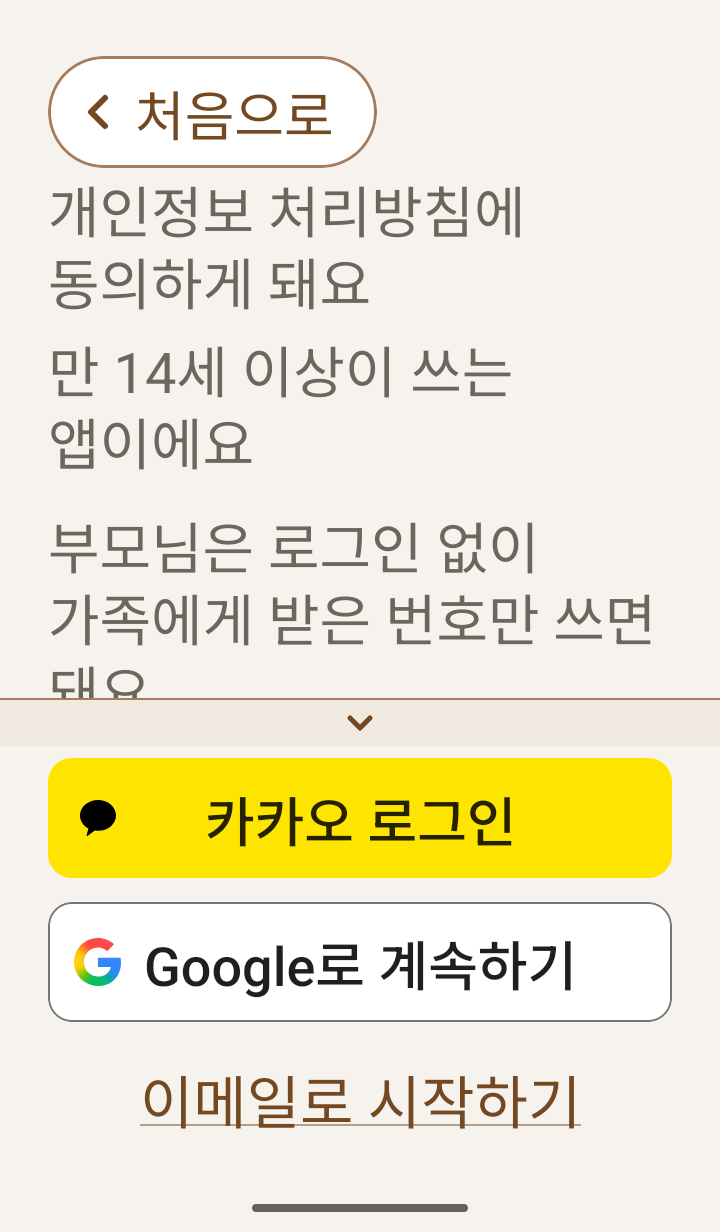 처음으로
개인정보 처리방침에
동의하게 돼요
만 14세 이상이 쓰는
앱이에요
부모님은 로그인 없이
가족에게 받은 번호만 쓰면
돼요
카카오 로그인
Google로 계속하기
이메일로 시작하기